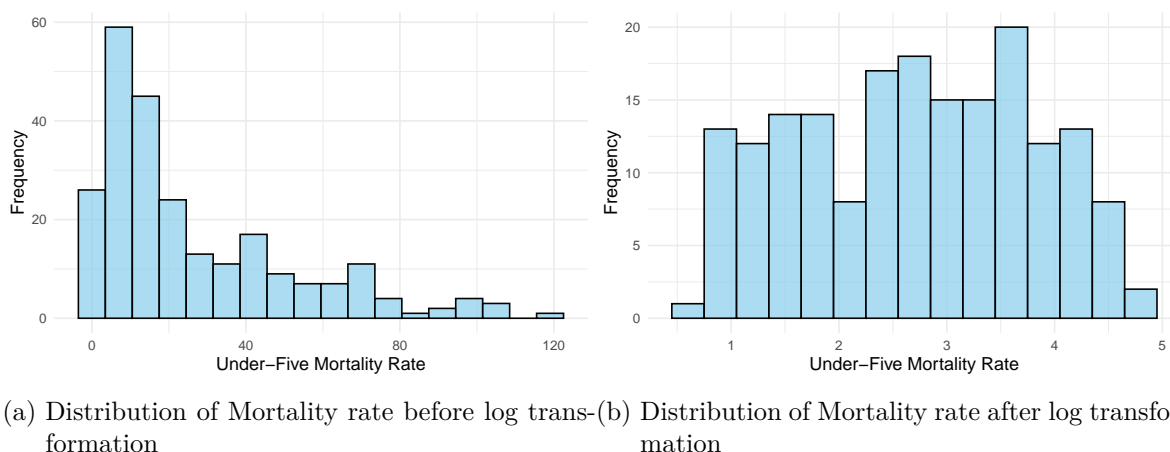 60
40
20
0
Frequency
0
40
80
120
Under−Five Mortality Rate
20
15
10
5
0
Frequency
1
2
3
4
5
Under−Five Mortality Rate
(a) Distribution of Mortality rate before log trans-
formation
(b) Distribution of Mortality rate after log transfo
mation